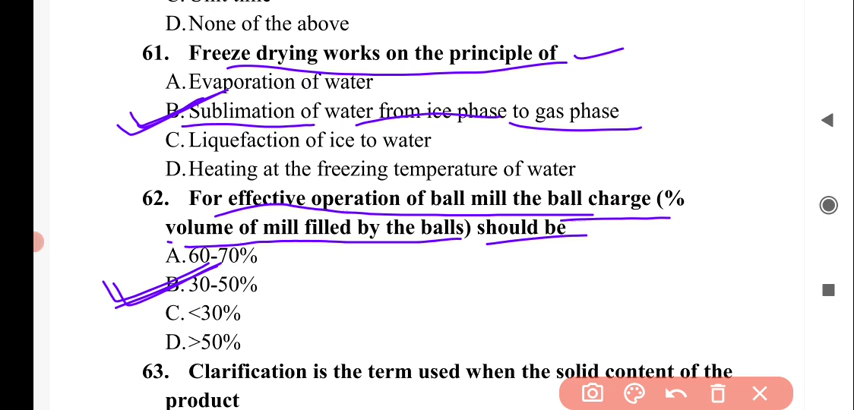 D.None of the above
61. Freeze drying works on the principle of
A.Evaporation of water
B. Sublimation of water from ice phase to gas phase
C. Liquefaction of ice to water
D.Heating at the freezing temperature of water
62. For effective operation of ball mill the ball charge (%
volume of mill filled by the balls) should be
A.60-70%
B. 30-50%
C. <30%
D.>50%
63. Clarification is the term used when the solid content of the
product